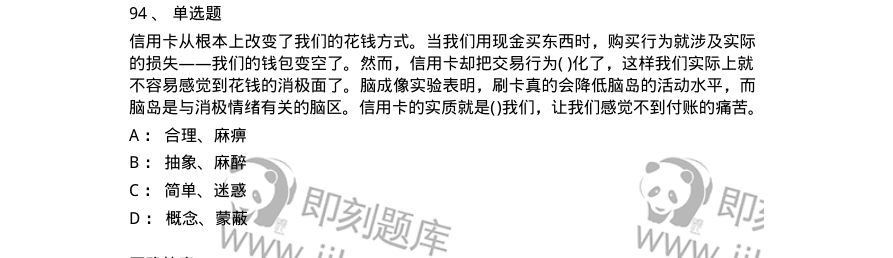 94 、 单选题
信用卡从根本上改变了我们的花钱方式。当我们用现金买东西时，购买行为就涉及实际
的损失——我们的钱包变空了。然而，信用卡却把交易行为( )化了，这样我们实际上就
不容易感觉到花钱的消极面了。脑成像实验表明，刷卡真的会降低脑岛的活动水平，而
脑岛是与消极情绪有关的脑区。信用卡的实质就是()我们，让我们感觉不到付账的痛苦。
A： 合理、麻痹
B： 抽象、麻醉
C： 简单、迷惑
D： 概念、蒙蔽
即刻题库
即刻